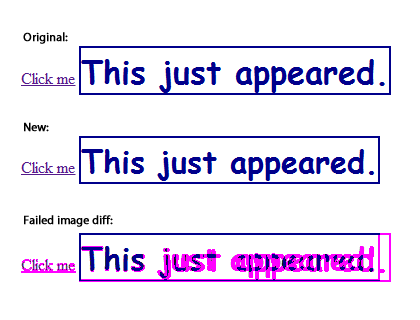 Original:
Click me This just appeared.
New:
Click me This just appeared.
Failed image diff:
Click me This just appeared.